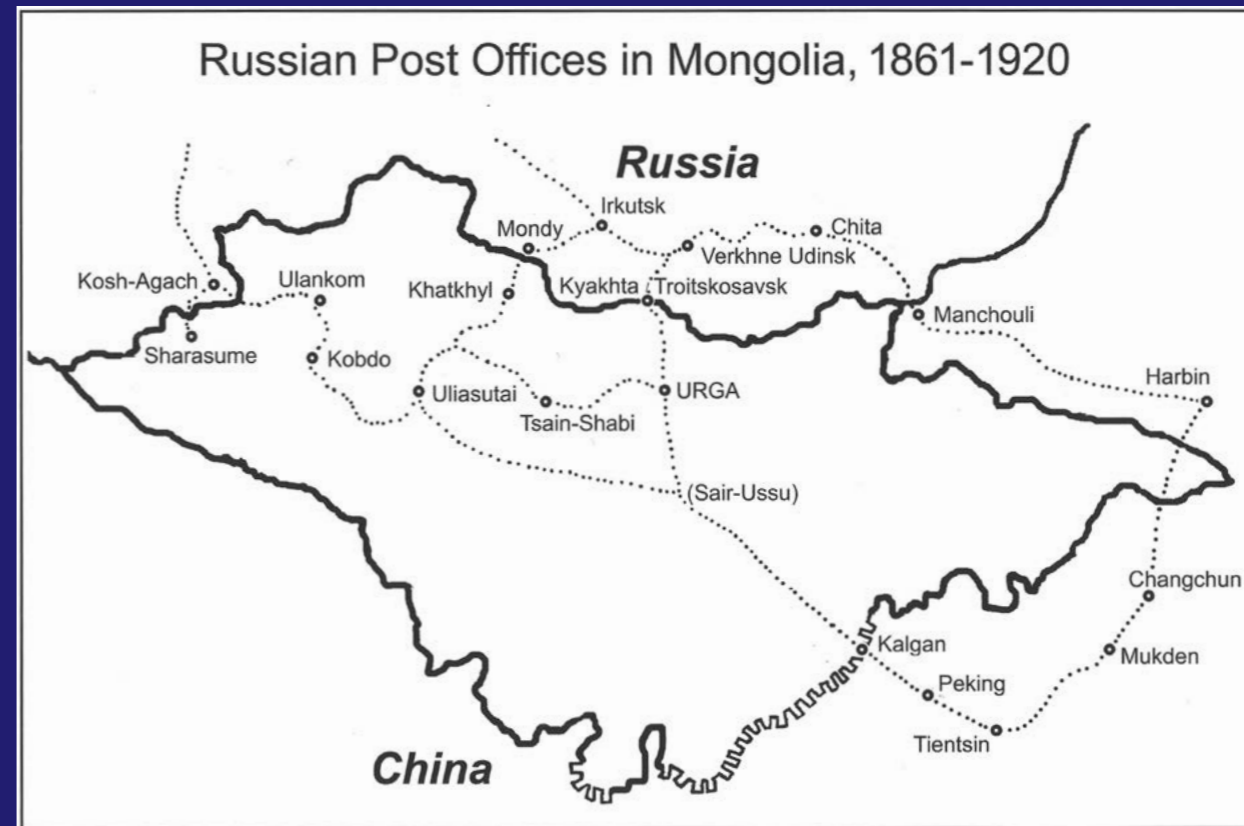 Russian Post Offices in Mongolia, 1861-1920
Russia
Irkutsk
Mondy
Chita
Verkhne Udinsk
Kosh-Agach
Ulankom
Khatkhyl
Kyakhta
Troitskosavsk
Manchouli
Sharasume
Kobdo
Uliasutai
Tsain-Shabi
URGA
Harbin
(Sair-Ussu)
Changchun
Kalgan
Mukden
Peking
Tientsin
China